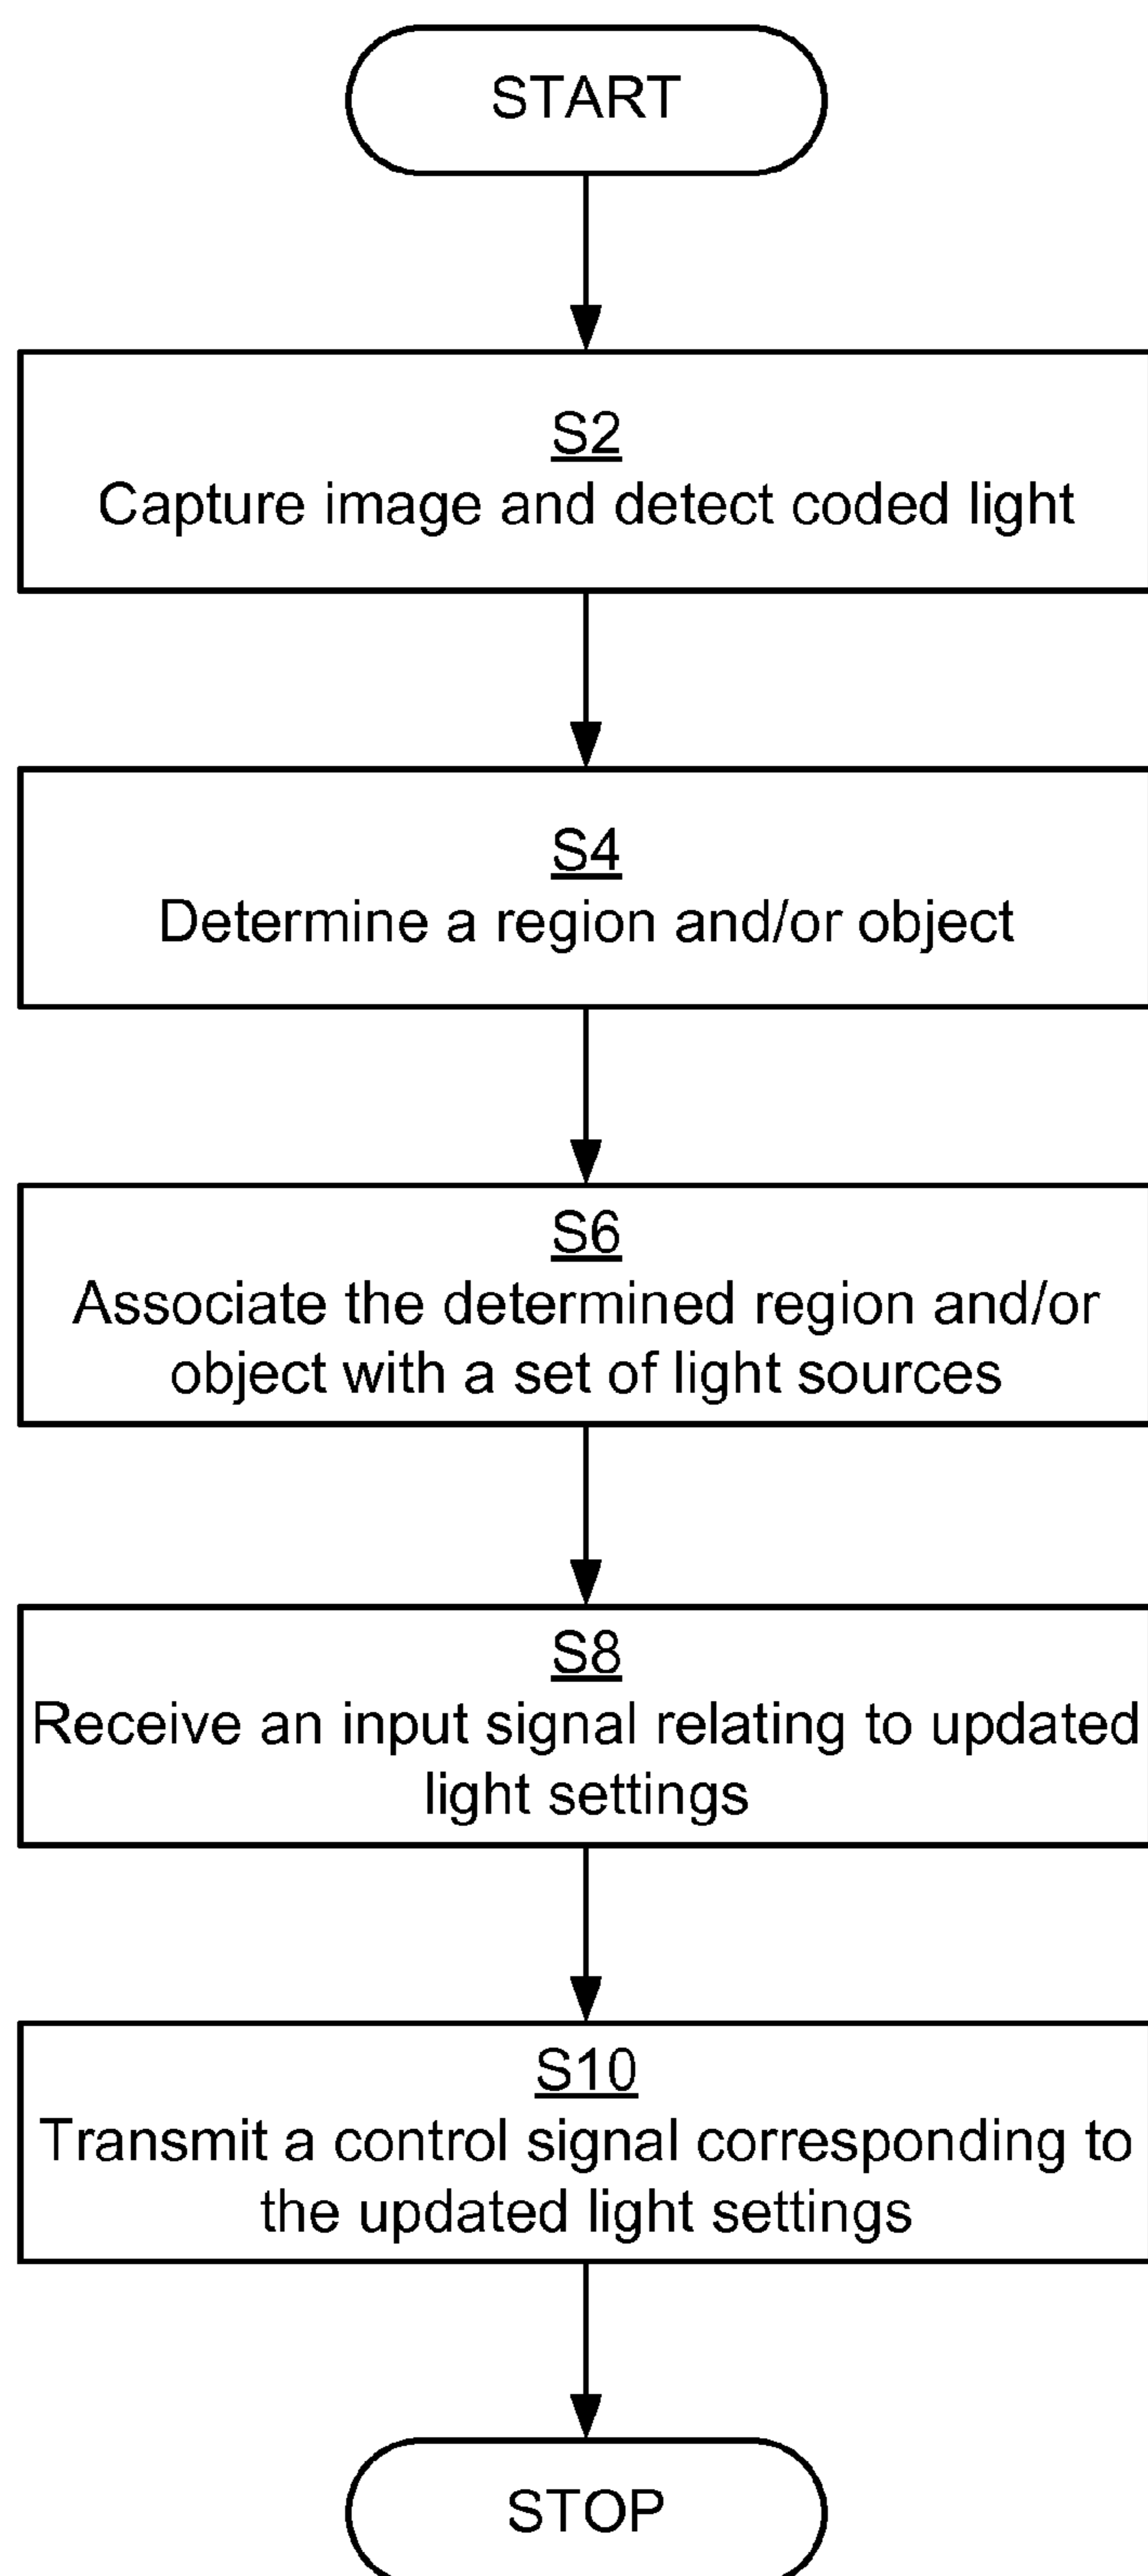 START
S2
Capture image and detect coded light
S4
Determine a region and/or object
S6
Associate the determined region and/or
object with a set of light sources
S8
Receive an input signal relating to updated
light settings
S10
Transmit a control signal corresponding to
the updated light settings
STOP